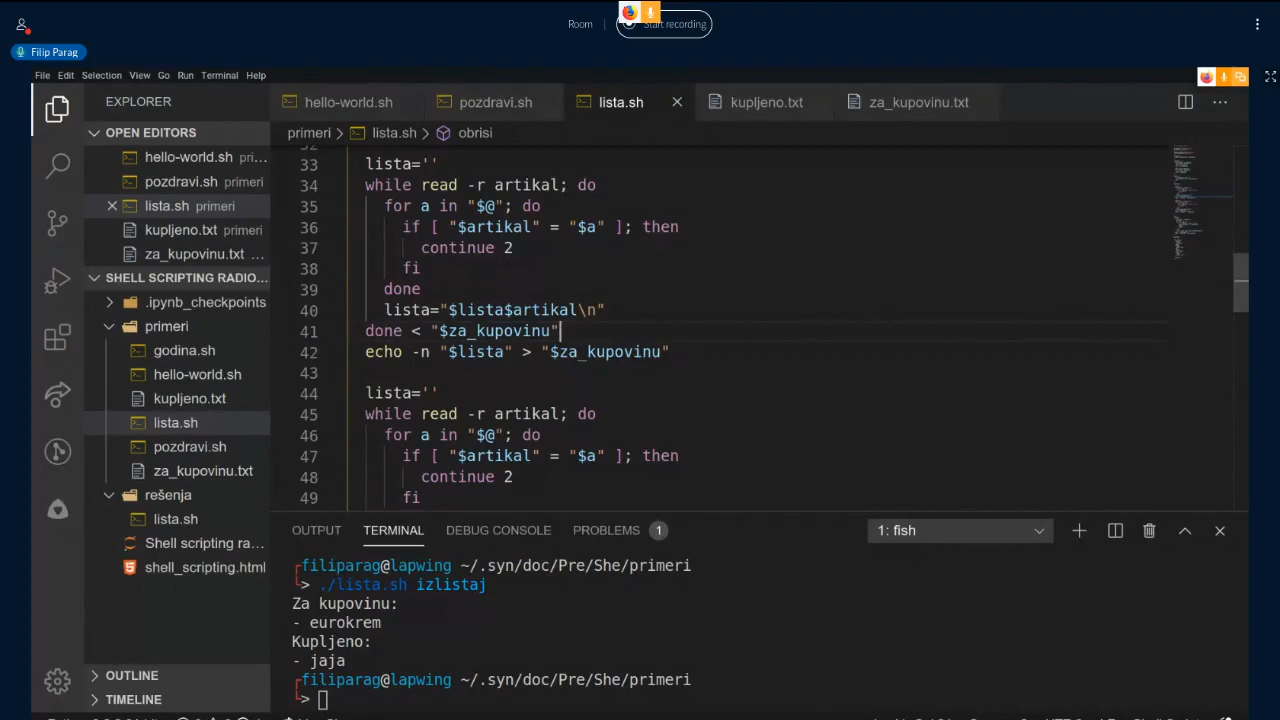 Room
Start recording
Filip Parag
File Edit Selection View Go Run Terminal Help
EXPLORER
OPEN EDITORS
hello-world.sh pri...
pozdravi.sh primeri
lista.sh primeri
kupljeno.txt primeri
za_kupovinu.txt ...
SHELL SCRIPTING RADIO...
.ipynb_checkpoints
primeri
godina.sh
hello-world.sh
kupljeno.txt
lista.sh
pozdravi.sh
za_kupovinu.txt
rešenja
lista.sh
Shell scripting ra...
shell_scripting.html
OUTLINE
TIMELINE
hello-world.sh pozdravi.sh lista.sh kupljeno.txt za_kupovinu.txt
primeri > lista.sh > obrisi
33 lista=''
34 while read -r artikal; do
35 for a in "$@"; do
36 if [ "$artikal" = "$a" ]; then
37 continue 2
38 fi
39 done
40 lista="$lista$artikal\n"
41 done < "$za_kupovinu"
42 echo -n "$lista" > "$za_kupovinu"
43
44 lista=''
45 while read -r artikal; do
46 for a in "$@"; do
47 if [ "$artikal" = "$a" ]; then
48 continue 2
49 fi
OUTPUT TERMINAL DEBUG CONSOLE PROBLEMS 1 1: fish
filiparag@lapwing ~/.syn/doc/Pre/She/primeri
> ./lista.sh izlistaj
Za kupovinu:
- eurokrem
Kupljeno:
- jaja
filiparag@lapwing ~/.syn/doc/Pre/She/primeri
>